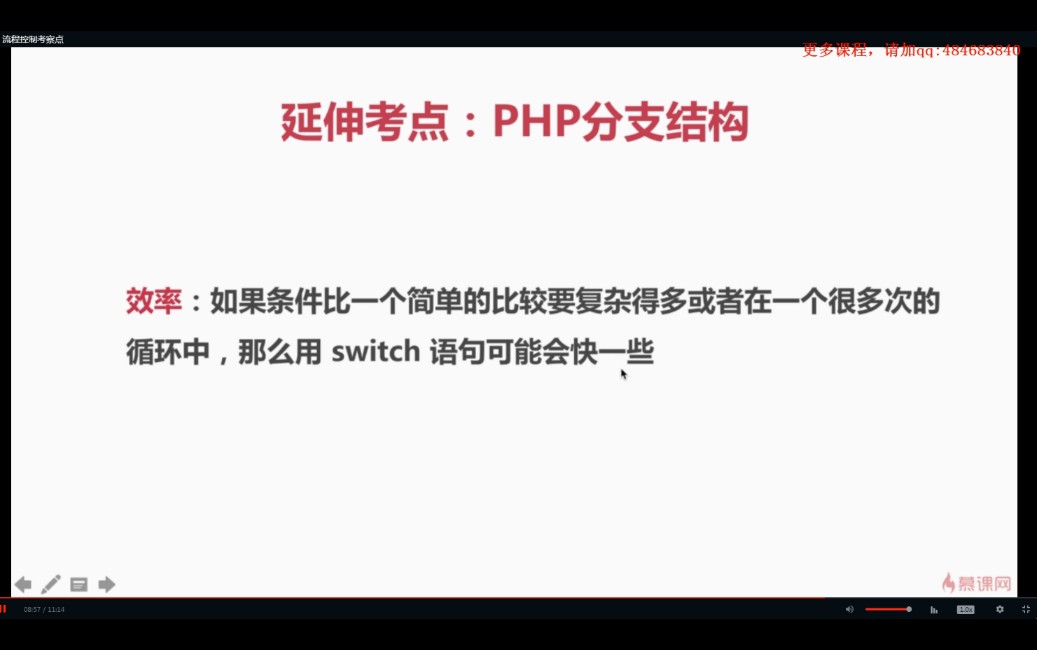 流程控制考察点
更多课程，请加qq:484683840
延伸考点：PHP分支结构
效率：如果条件比一个简单的比较要复杂得多或者在一个很多次的
循环中，那么用 switch 语句可能会快一些
慕课网
08:57 / 11:14
1.0x